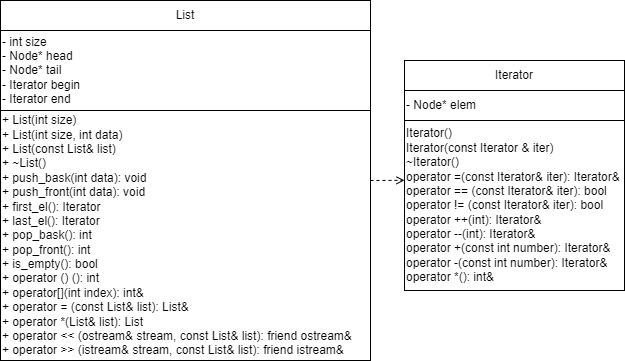 List
- int size
- Node* head
- Node* tail
- Iterator begin
- Iterator end
+ List(int size)
+ List(int size, int data)
+ List(const List& list)
+ ~List()
+ push_bask(int data): void
+ push_front(int data): void
+ first_el(): Iterator
+ last_el(): Iterator
+ pop_bask(): int
+ pop_front(): int
+ is_empty(): bool
+ operator () (): int
+ operator[](int index): int&
+ operator = (const List& list): List&
+ operator *(List& list): List
+ operator << (ostream& stream, const List& list): friend ostream&
+ operator >> (istream& stream, const List& list): friend istream&
Iterator
- Node* elem
Iterator()
Iterator(const Iterator & iter)
~Iterator()
operator =(const Iterator& iter): Iterator&
operator == (const Iterator& iter): bool
operator != (const Iterator& iter): bool
operator ++(int): Iterator&
operator --(int): Iterator&
operator +(const int number): Iterator&
operator -(const int number): Iterator&
operator *(): int&